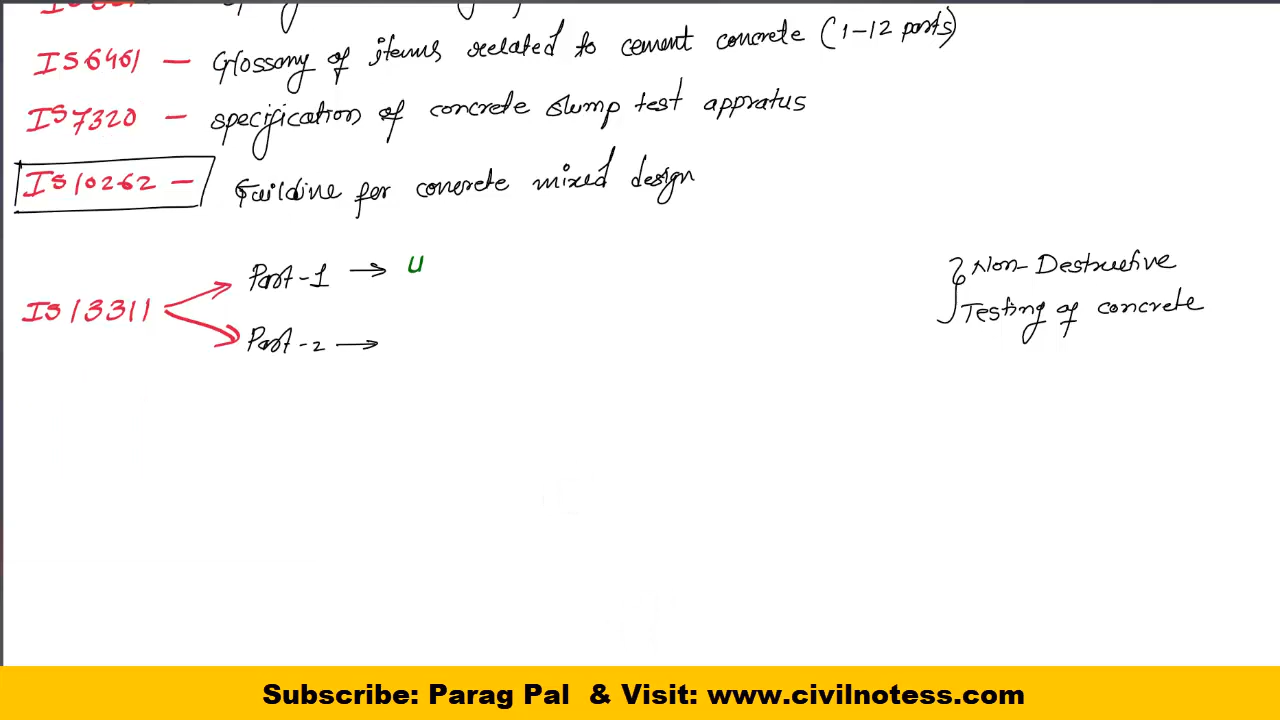 IS6461 — Glossary of items related to cement concrete (1-12 parts)
IS7320 — specification of concrete slump test appratus
IS10262 — Guildine for concrete mixed design
Part-1 → U
Non-Destructive
IS13311
Testing of concrete
Part-2 →
Subscribe: Parag Pal & Visit: www.civilnotess.com